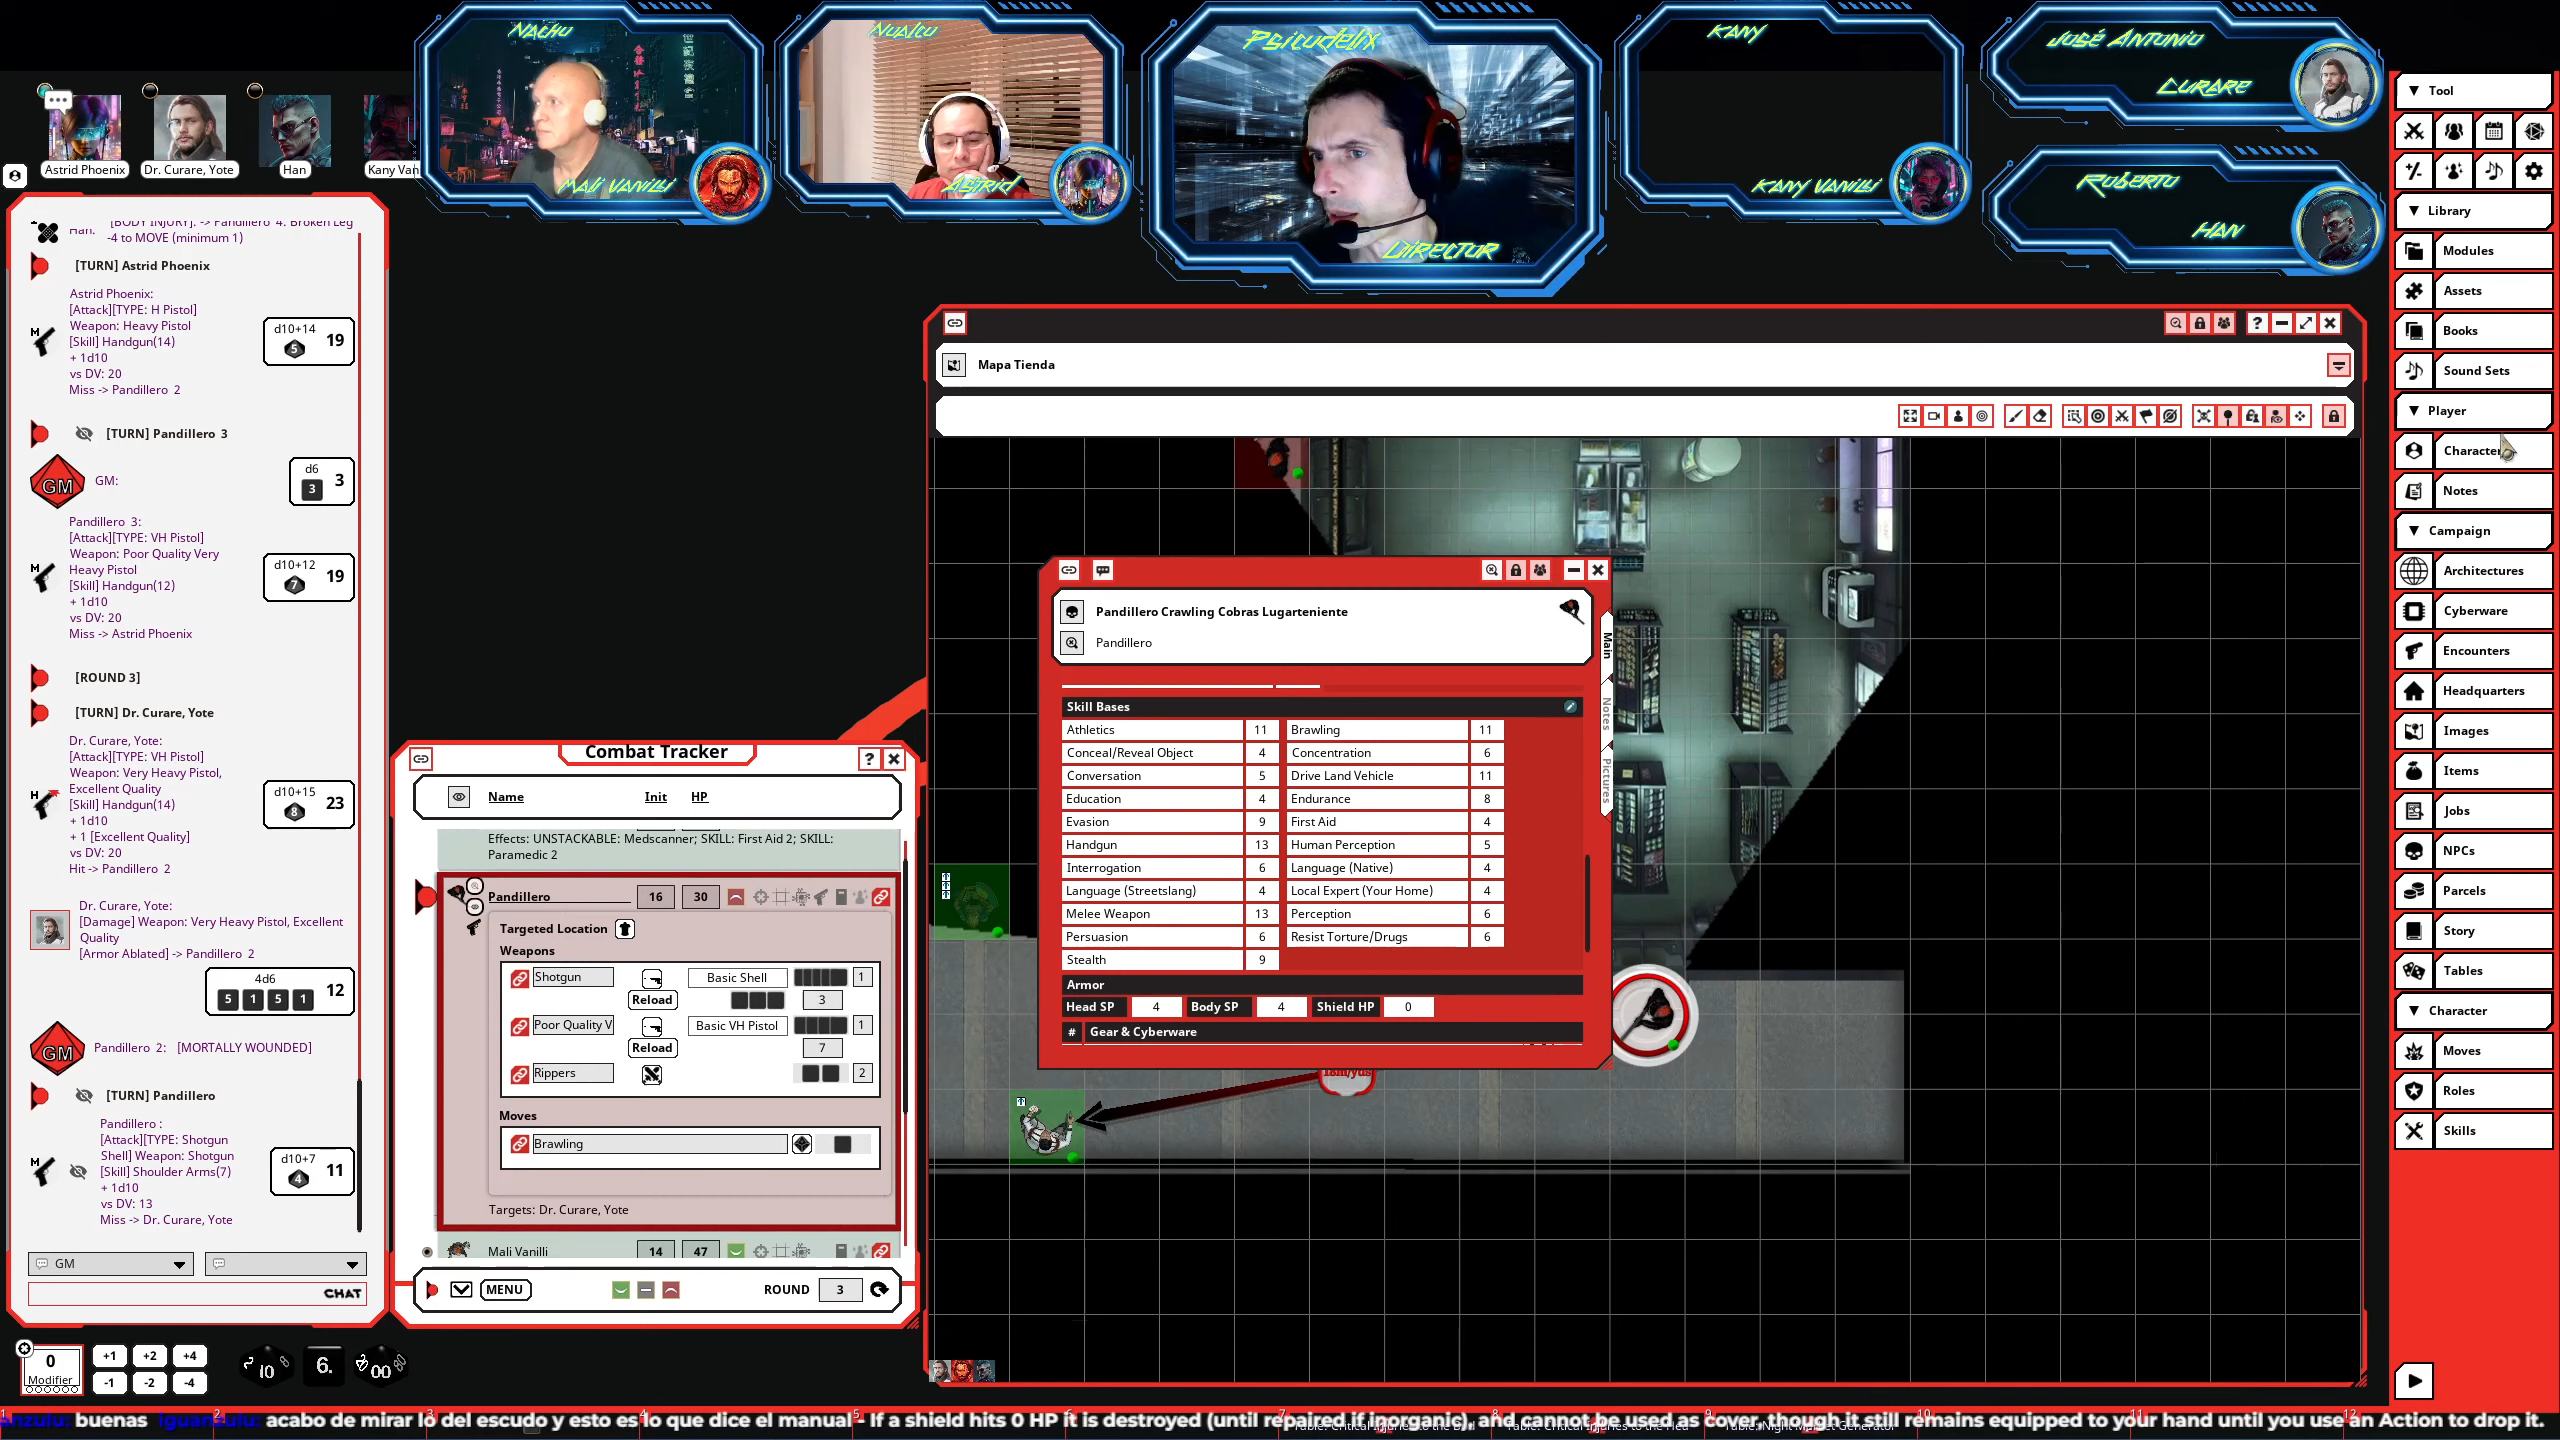 Nachu
Mali Vanilli
Nualcu
Astrid
Psicudelix
Director
Kany
Kany Vanilli
José Antonio
Curare
Roberto
Han
Astrid Phoenix
Dr. Curare, Yote
Han
Kany Van
Han: [BODY INJURY]: -> Pandillero 4: Broken Leg
-4 to MOVE (minimum 1)
[TURN] Astrid Phoenix
Astrid Phoenix:
[Attack][TYPE: H Pistol]
Weapon: Heavy Pistol
[Skill] Handgun(14)
+ 1d10
vs DV: 20
Miss -> Pandillero 2
d10+14
5
19
[TURN] Pandillero 3
GM:
d6
3
3
Pandillero 3:
[Attack][TYPE: VH Pistol]
Weapon: Poor Quality Very
Heavy Pistol
[Skill] Handgun(12)
+ 1d10
vs DV: 20
Miss -> Astrid Phoenix
d10+12
7
19
[ROUND 3]
[TURN] Dr. Curare, Yote
Dr. Curare, Yote:
[Attack][TYPE: VH Pistol]
Weapon: Very Heavy Pistol,
Excellent
Quality
[Skill] Handgun(14)
+ 1d10
+ 1 [Excellent Quality]
vs DV: 20
Hit -> Pandillero 2
d10+15
8
23
Dr. Curare, Yote:
[Damage] Weapon: Very Heavy Pistol, Excellent
Quality
[Armor Ablated] -> Pandillero 2
4d6
5 1 5 1
12
GM
Pandillero 2: [MORTALLY WOUNDED]
[TURN] Pandillero
Pandillero :
[Attack][TYPE: Shotgun
Shell] Weapon: Shotgun
[Skill] Shoulder Arms(7)
+ 1d10
vs DV: 13
Miss -> Dr. Curare, Yote
d10+7
4
11
GM
CHAT
0
Modifier
+1 +2 +4
-1 -2 -4
Combat Tracker
?
Name Init HP
Effects: UNSTACKABLE: Medscanner; SKILL: First Aid 2; SKILL:
Paramedic 2
Pandillero 16 30
Targeted Location
Weapons
Shotgun Basic Shell 1
Reload 3
Poor Quality V Basic VH Pistol 1
Reload 7
Rippers 2
Moves
Brawling
Targets: Dr. Curare, Yote
Mali Vanilli 14 47
MENU ROUND 3
?
Mapa Tienda
Pandillero Crawling Cobras Lugarteniente
Pandillero
Main
Notes
Pictures
Skill Bases
Athletics 11 Brawling 11
Conceal/Reveal Object 4 Concentration 6
Conversation 5 Drive Land Vehicle 11
Education 4 Endurance 8
Evasion 9 First Aid 4
Handgun 13 Human Perception 5
Interrogation 6 Language (Native) 4
Language (Streetslang) 4 Local Expert (Your Home) 4
Melee Weapon 13 Perception 6
Persuasion 6 Resist Torture/Drugs 6
Stealth 9
Armor
Head SP 4 Body SP 4 Shield HP 0
# Gear & Cyberware
18m/yds
Tool
Library
Modules
Assets
Books
Sound Sets
Player
Character
Notes
Campaign
Architectures
Cyberware
Encounters
Headquarters
Images
Items
Jobs
NPCs
Parcels
Story
Tables
Character
Moves
Roles
Skills
anzulu: buenas iguanzulu: acabo de mirar lo del escudo y esto es lo que dice el manual - If a shield hits 0 HP it is destroyed (until repaired if inorganic), and cannot be used as cover though it still remains equipped to your hand until you use an Action to drop it.